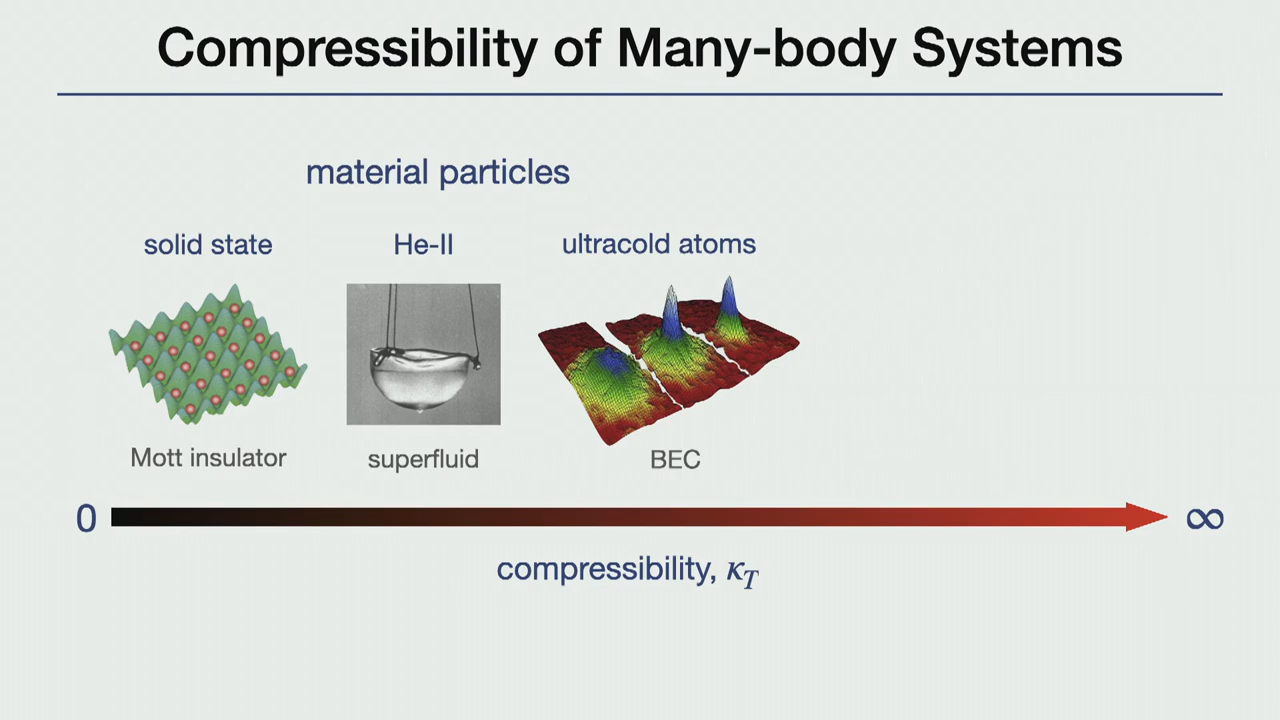 Compressibility of Many-body Systems
material particles
solid state
He-II
ultracold atoms
Mott insulator
superfluid
BEC
0
∞
compressibility, κ_T